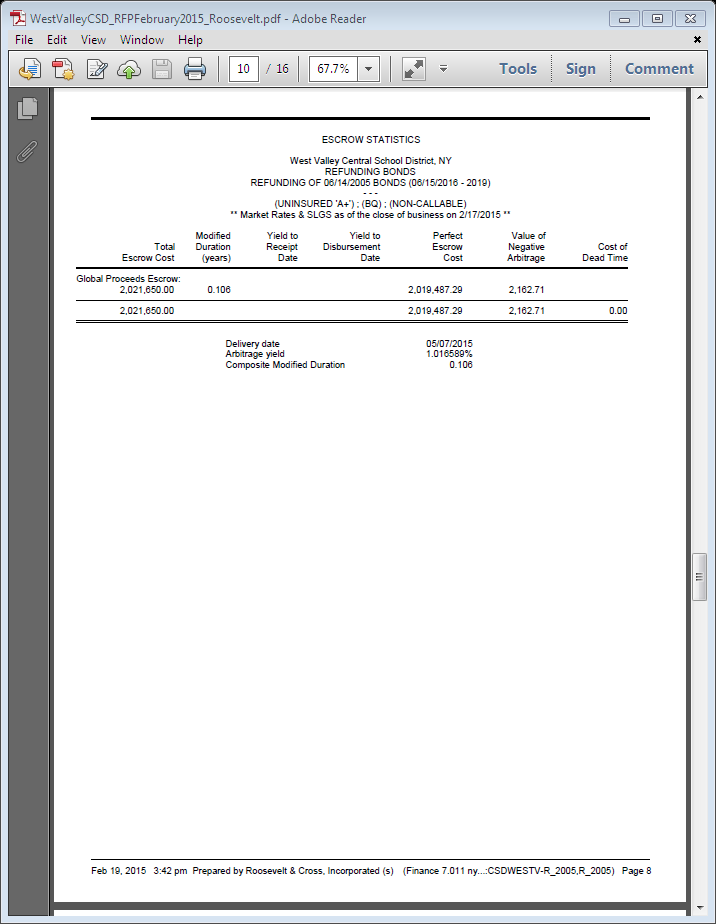 WestValleyCSD_RFPFebruary2015_Roosevelt.pdf - Adobe Reader
File Edit View Window Help
10 / 16 67.7% Tools Sign Comment
ESCROW STATISTICS
West Valley Central School District, NY
REFUNDING BONDS
REFUNDING OF 06/14/2005 BONDS (06/15/2016 - 2019)
- - -
(UNINSURED 'A+') ; (BQ) ; (NON-CALLABLE)
** Market Rates & SLGS as of the close of business on 2/17/2015 **
Modified Yield to Yield to Perfect Value of
Total Duration Receipt Disbursement Escrow Negative Cost of
Escrow Cost (years) Date Date Cost Arbitrage Dead Time
Global Proceeds Escrow:
2,021,650.00 0.106 2,019,487.29 2,162.71
2,021,650.00 2,019,487.29 2,162.71 0.00
Delivery date 05/07/2015
Arbitrage yield 1.016589%
Composite Modified Duration 0.106
Feb 19, 2015 3:42 pm Prepared by Roosevelt & Cross, Incorporated (s) (Finance 7.011 ny...:CSDWESTV-R_2005,R_2005) Page 8